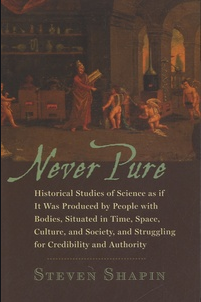 Never Pure
Historical Studies of Science as if
It Was Produced by People with
Bodies, Situated in Time, Space,
Culture, and Society, and Struggling
for Credibility and Authority
STEVEN SHAPIN